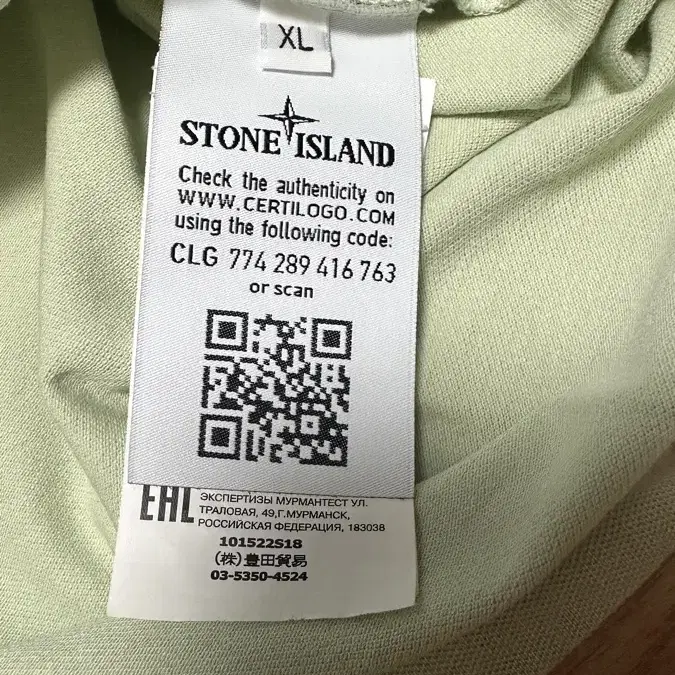 XL
STONE ISLAND
Check the authenticity on
WWW.CERTILOGO.COM
using the following code:
CLG 774 289 416 763
or scan
EAC ЭКСПЕРТИЗЫ МУРМАНТЕСТ УЛ.
ТРАЛОВАЯ, 49,Г.МУРМАНСК,
РОССИЙСКАЯ ФЕДЕРАЦИЯ, 183038
101522S18
(株)豊田貿易
03-5350-4524